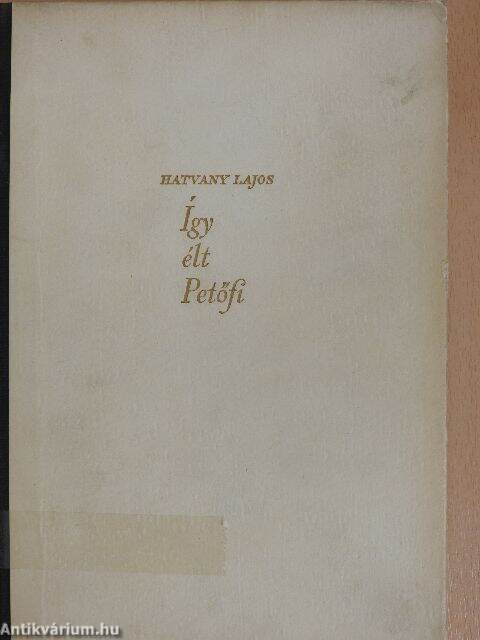 HATVANY LAJOS
Így
élt
Petőfi
Antikvárium.hu